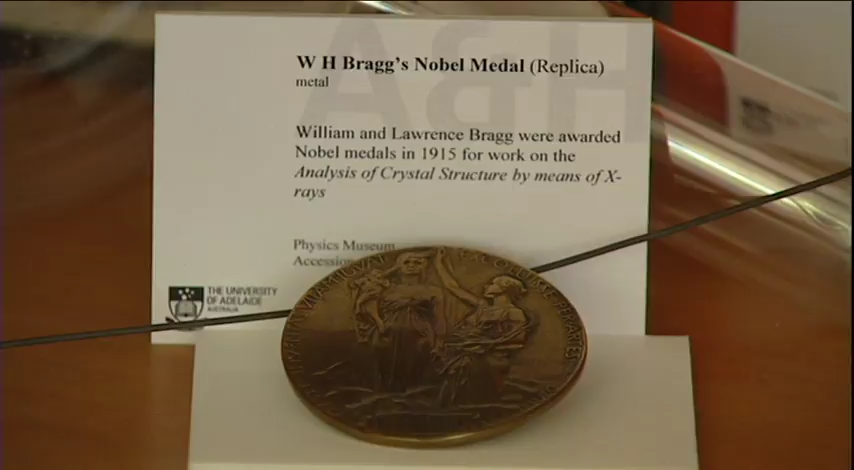 W H Bragg's Nobel Medal (Replica)
metal
William and Lawrence Bragg were awarded
Nobel medals in 1915 for work on the
Analysis of Crystal Structure by means of X-
rays
Physics Museum
Accession
THE UNIVERSITY
OF ADELAIDE
AUSTRALIA